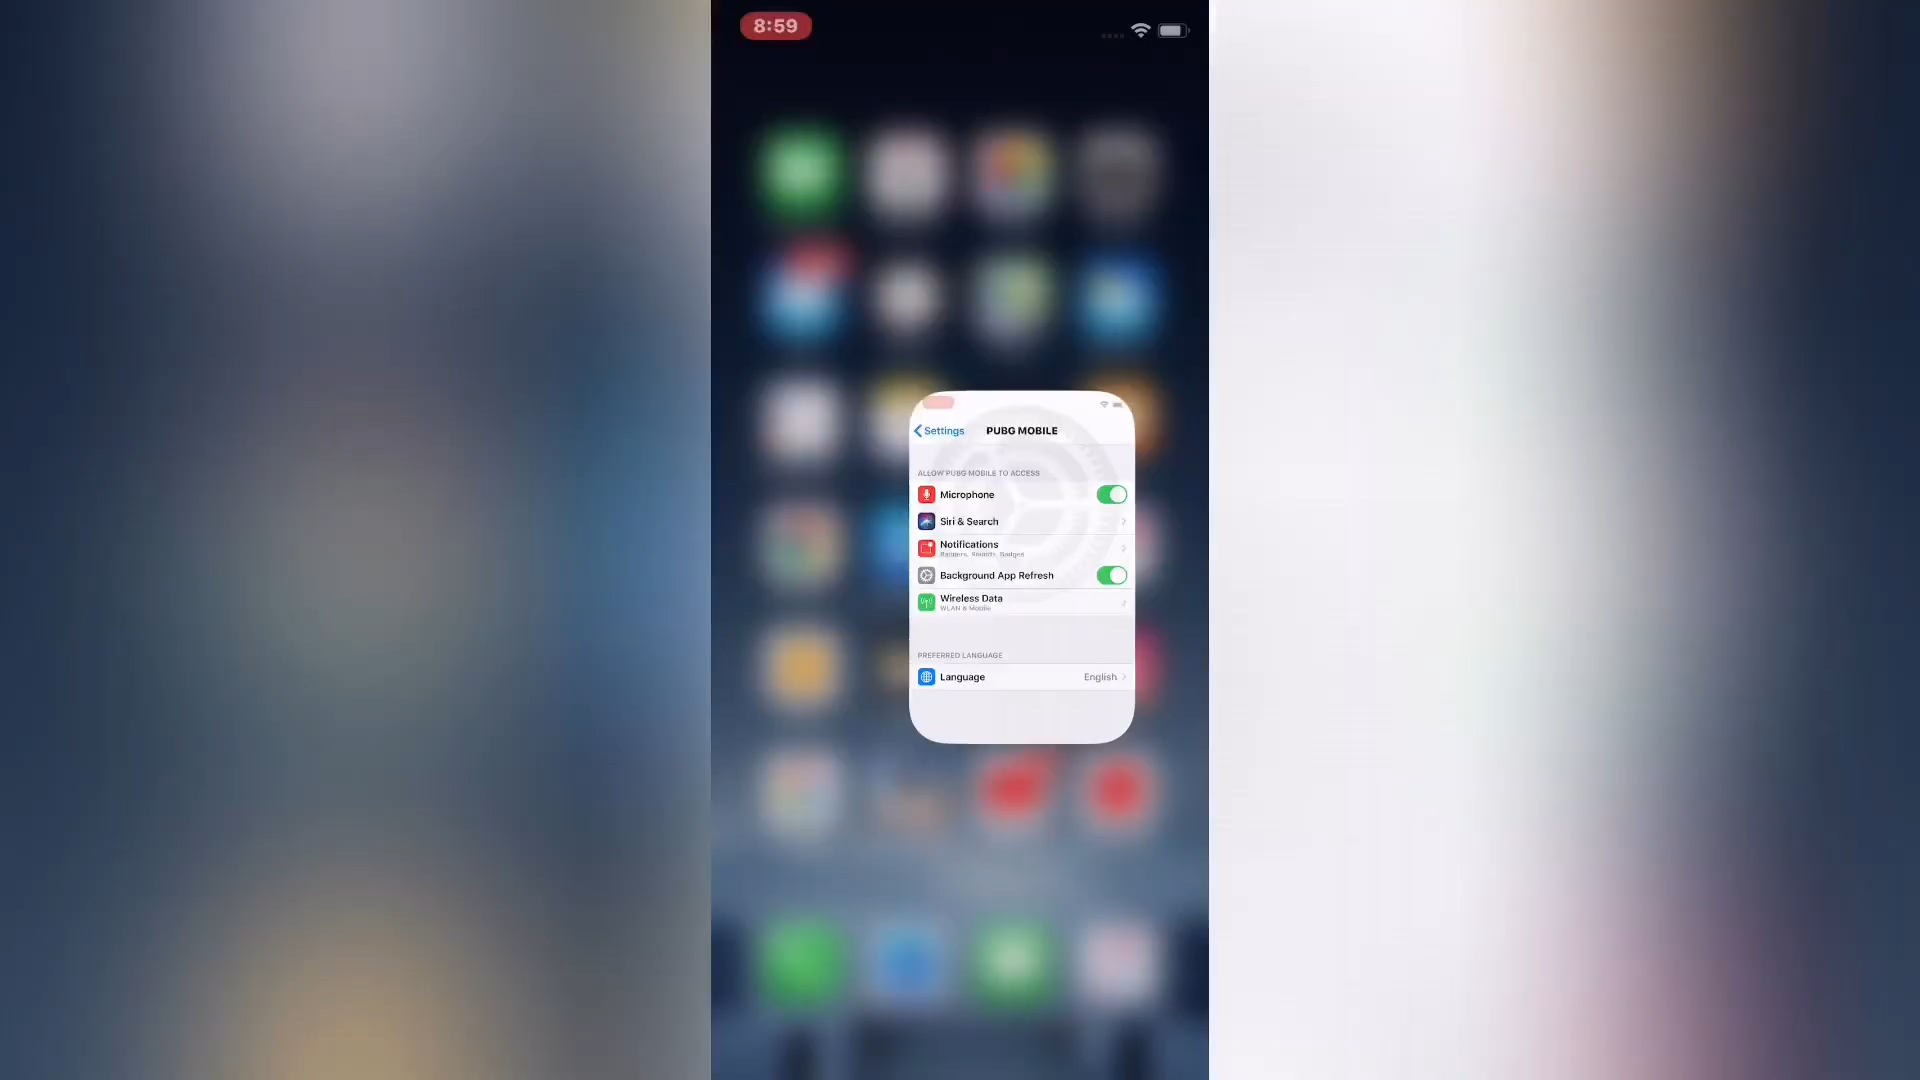 8:59
Settings
PUBG MOBILE
ALLOW PUBG MOBILE TO ACCESS
Microphone
Siri & Search
Notifications
Banners, Sounds, Badges
Background App Refresh
Wireless Data
WLAN & Mobile
PREFERRED LANGUAGE
Language
English